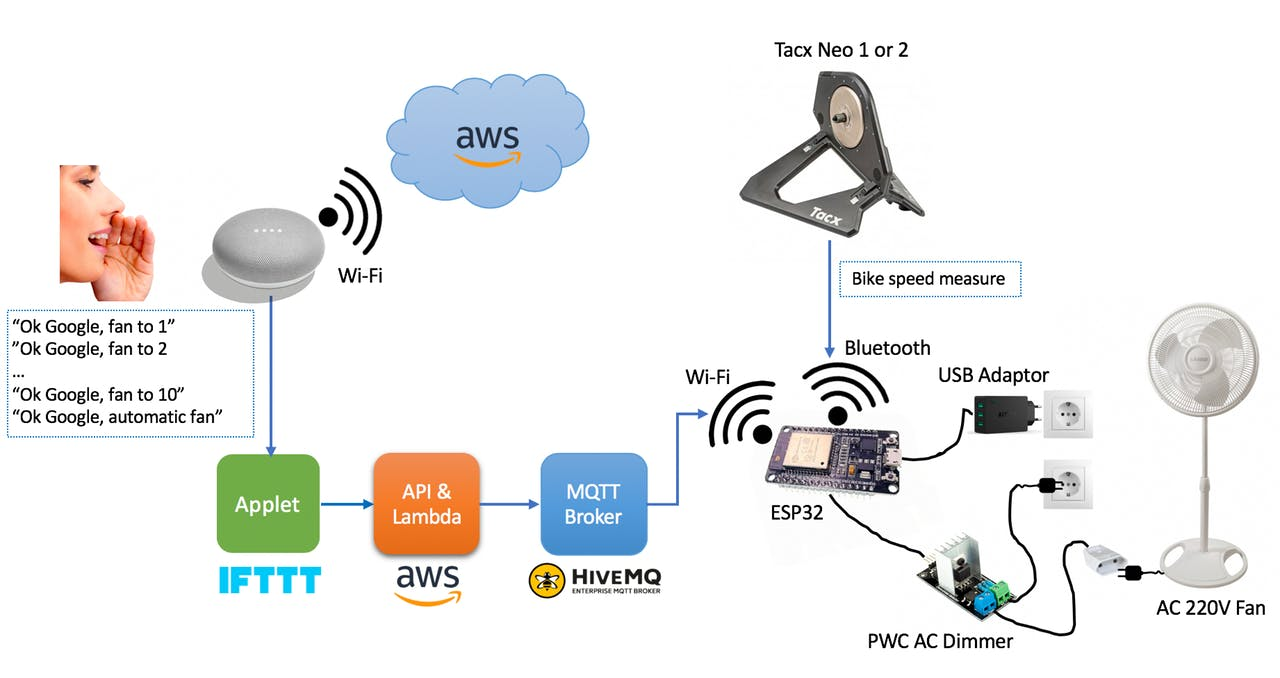 Tacx Neo 1 or 2
aws
Tacx
Wi-Fi
Bike speed measure
“Ok Google, fan to 1”
”Ok Google, fan to 2
...
“Ok Google, fan to 10”
“Ok Google, automatic fan”
Bluetooth
Wi-Fi
USB Adaptor
Applet
API &
Lambda
MQTT
Broker
ESP32
IFTTT
aws
HIVEMQ
ENTERPRISE MQTT BROKER
AC 220V Fan
PWC AC Dimmer